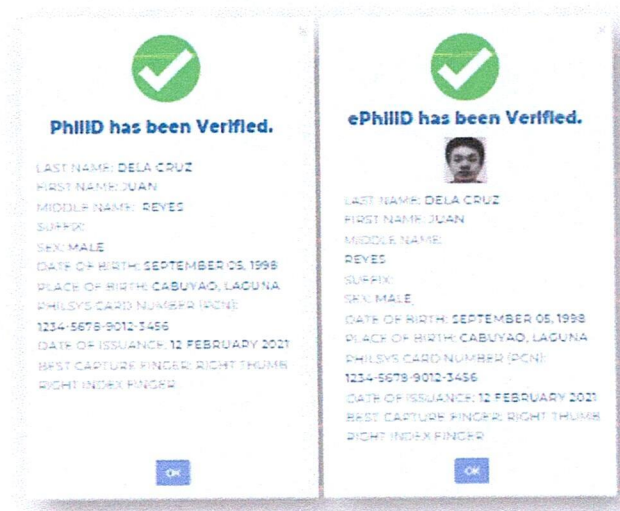 PhilID has been Verified.
LAST NAME: DELA CRUZ
FIRST NAME: JUAN
MIDDLE NAME: REYES
SUFFIX:
SEX: MALE
DATE OF BIRTH: SEPTEMBER 05, 1998
PLACE OF BIRTH: CABUYAO, LAGUNA
PHILSYS CARD NUMBER (PCN):
1234-5678-9012-3456
DATE OF ISSUANCE: 12 FEBRUARY 2021
BEST CAPTURE FINGER: RIGHT THUMB
RIGHT INDEX FINGER
OK
ePhilID has been Verified.
LAST NAME: DELA CRUZ
FIRST NAME: JUAN
MIDDLE NAME:
REYES
SUFFIX:
SEX: MALE
DATE OF BIRTH: SEPTEMBER 05, 1998
PLACE OF BIRTH: CABUYAO, LAGUNA
PHILSYS CARD NUMBER (PCN):
1234-5678-9012-3456
DATE OF ISSUANCE: 12 FEBRUARY 2021
BEST CAPTURE FINGER: RIGHT THUMB
RIGHT INDEX FINGER
OK